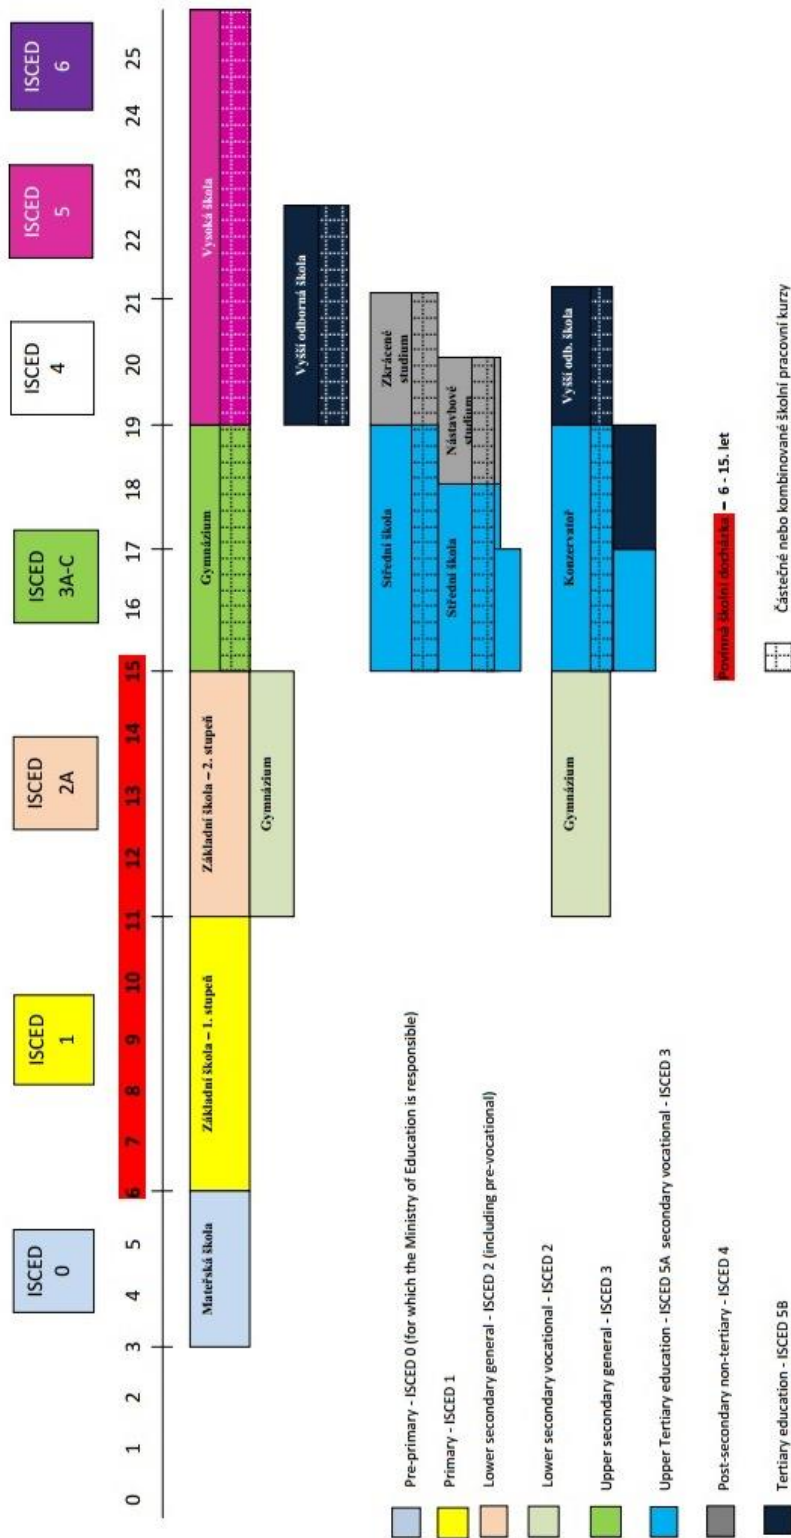 ISCED
0
ISCED
1
ISCED
2A
ISCED
3A-C
ISCED
4
ISCED
5
ISCED
6
0 1 2 3 4 5 6 7 8 9 10 11 12 13 14 15 16 17 18 19 20 21 22 23 24 25
Mateřská škola
Základní škola – 1. stupeň
Základní škola – 2. stupeň
Gymnázium
Vysoká škola
Gymnázium
Vyšší odborná škola
Střední škola
Zkrácené
studium
Střední škola
Nástavbové
studium
Gymnázium
Konzervatoř
Vyšší odb. škola
Pre-primary - ISCED 0 (for which the Ministry of Education is responsible)
Primary - ISCED 1
Lower secondary general - ISCED 2 (including pre-vocational)
Lower secondary vocational - ISCED 2
Upper secondary general - ISCED 3
Upper Tertiary education - ISCED 5A secondary vocational - ISCED 3
Post-secondary non-tertiary - ISCED 4
Tertiary education - ISCED 5B
Povinná školní docházka – 6 - 15. let
Částečné nebo kombinované školní pracovní kurzy